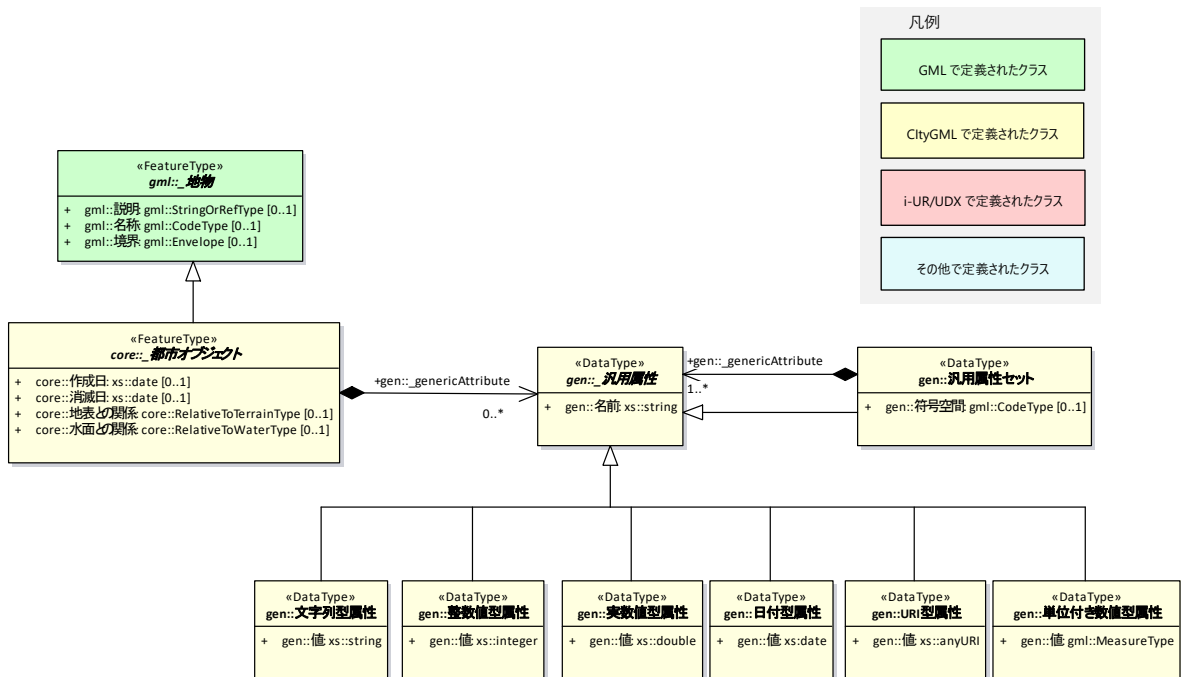 凡例
GML で定義されたクラス
CItyGML で定義されたクラス
i-UR/UDX で定義されたクラス
その他で定義されたクラス
«FeatureType»
gml::_地物
+ gml::説明: gml::StringOrRefType [0..1]
+ gml::名称: gml::CodeType [0..1]
+ gml::境界: gml::Envelope [0..1]
«FeatureType»
core::_都市オブジェクト
+ core::作成日: xs::date [0..1]
+ core::消滅日: xs::date [0..1]
+ core::地表との関係: core::RelativeToTerrainType [0..1]
+ core::水面との関係: core::RelativeToWaterType [0..1]
+gen::_genericAttribute
0..*
«DataType»
gen::_汎用属性
+ gen::名前: xs::string
+gen::_genericAttribute
1..*
«DataType»
gen::汎用属性セット
+ gen::符号空間: gml::CodeType [0..1]
«DataType»
gen::文字列型属性
+ gen::値: xs::string
«DataType»
gen::整数値型属性
+ gen::値: xs::integer
«DataType»
gen::実数値型属性
+ gen::値: xs::double
«DataType»
gen::日付型属性
+ gen::値: xs:date
«DataType»
gen::URI型属性
+ gen::値: xs::anyURI
«DataType»
gen::単位付き数値型属性
+ gen::値: gml::MeasureType